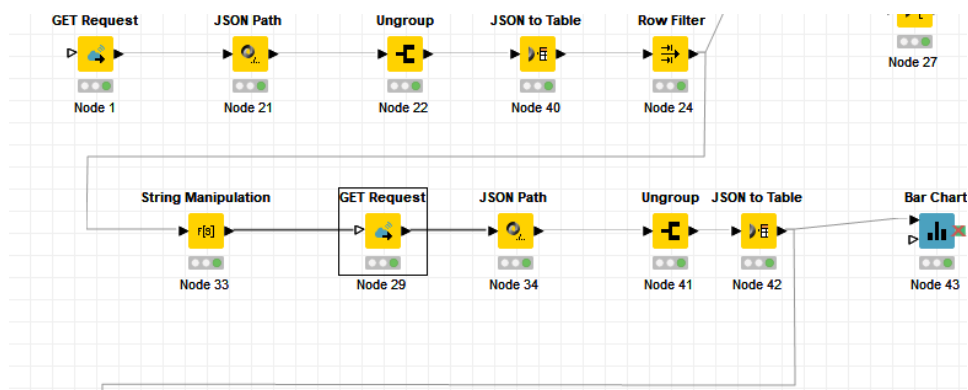 GET Request JSON Path Ungroup JSON to Table Row Filter
Node 27
Node 1 Node 21 Node 22 Node 40 Node 24
String Manipulation GET Request JSON Path Ungroup JSON to Table Bar Chart
f[S]
Node 33 Node 29 Node 34 Node 41 Node 42 Node 43